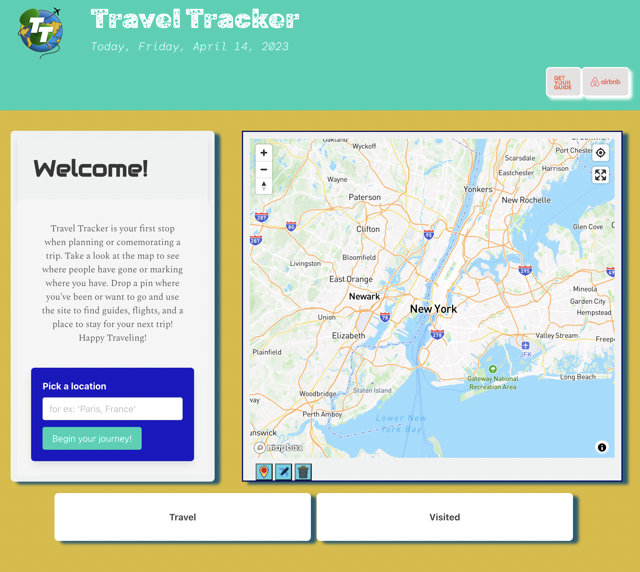 TT
Travel Tracker
Today, Friday, April 14, 2023
GET
YOUR
GUIDE
airbnb
Welcome!
Travel Tracker is your first stop
when planning or comemorating a
trip. Take a look at the map to see
where people have gone or marking
where you have. Drop a pin where
you've been or want to go and use
the site to find guides, flights, and a
place to stay for your next trip!
Happy Traveling!
Pick a location
for ex: 'Paris, France'
Begin your journey!
Oakland
Wyckoff
Port Chester
Scarsdale
Eastchester
Harrison
Wayne
Yonkers
Paterson
New Rochelle
287
80
Clifton
95
Glen Cove
287
Livingston
Bloomfield
495
East Orange
Mineola
Newark
Garden City
New York
Hempstead
78
278
Elizabeth
Valley Stream
Freep
JFK
Plainfield
Gateway National
Recreation Area
Long Beach
Woodbridge
Staten Island
Perth Amboy
Lower New
York Bay
unswick
mapbox
Travel
Visited